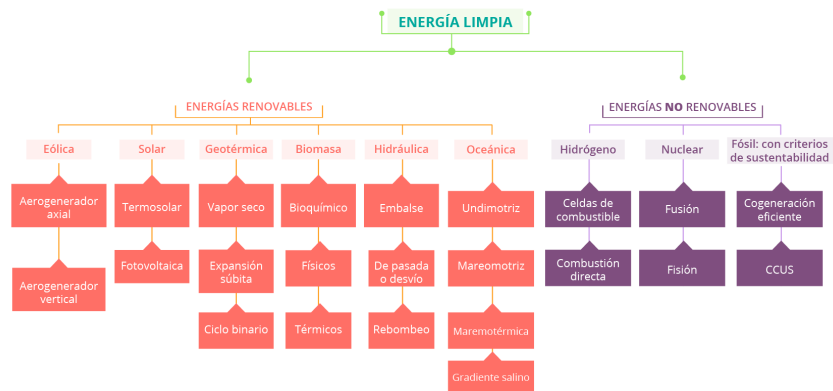 ENERGÍA LIMPIA
ENERGÍAS RENOVABLES
ENERGÍAS NO RENOVABLES
Eólica
Solar
Geotérmica
Biomasa
Hidráulica
Oceánica
Hidrógeno
Nuclear
Fósil: con criterios
de sustentabilidad
Aerogenerador
axial
Termosolar
Vapor seco
Bioquímico
Embalse
Undimotriz
Celdas de
combustible
Fusión
Cogeneración
eficiente
Aerogenerador
vertical
Fotovoltaica
Expansión
súbita
Físicos
De pasada
o desvío
Mareomotriz
Combustión
directa
Fisión
CCUS
Ciclo binario
Térmicos
Rebombeo
Maremotérmica
Gradiente salino